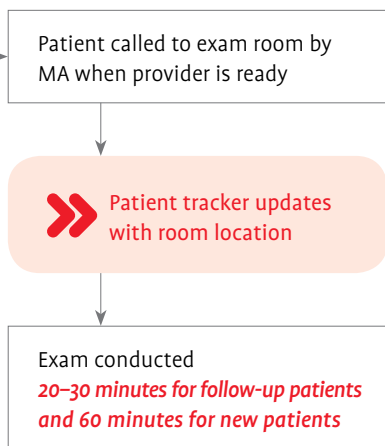 Patient called to exam room by
MA when provider is ready
Patient tracker updates
with room location
Exam conducted
20–30 minutes for follow-up patients
and 60 minutes for new patients